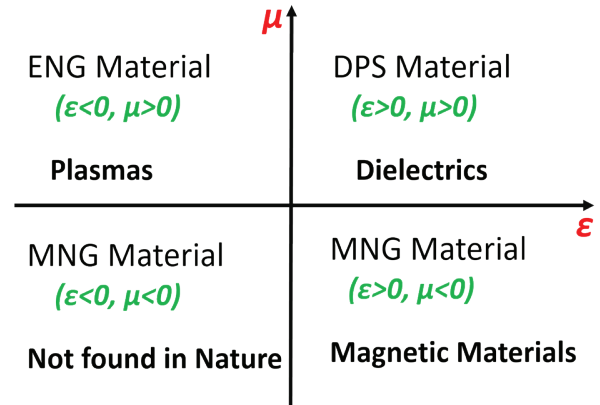 μ
ENG Material
(ε<0, μ>0)
Plasmas
DPS Material
(ε>0, μ>0)
Dielectrics
ε
MNG Material
(ε<0, μ<0)
Not found in Nature
MNG Material
(ε>0, μ<0)
Magnetic Materials